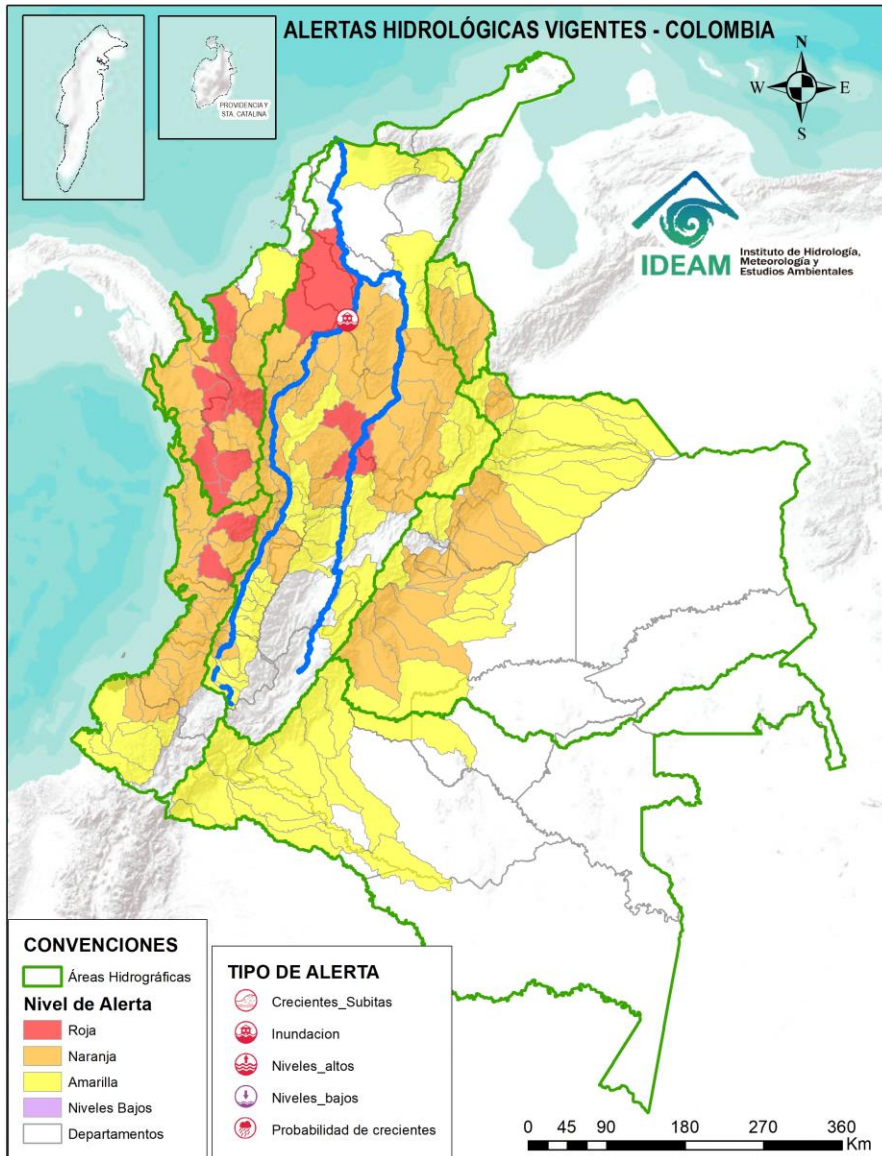 ALERTAS HIDROLÓGICAS VIGENTES - COLOMBIA
PROVIDENCIA Y
STA. CATALINA
N
W
E
S
IDEAM
Instituto de Hidrología,
Meteorología y
Estudios Ambientales
CONVENCIONES
Áreas Hidrográficas
Nivel de Alerta
Roja
Naranja
Amarilla
Niveles Bajos
Departamentos
TIPO DE ALERTA
Crecientes_Subitas
Inundacion
Niveles_altos
Niveles_bajos
Probabilidad de crecientes
0 45 90 180 270 360
Km